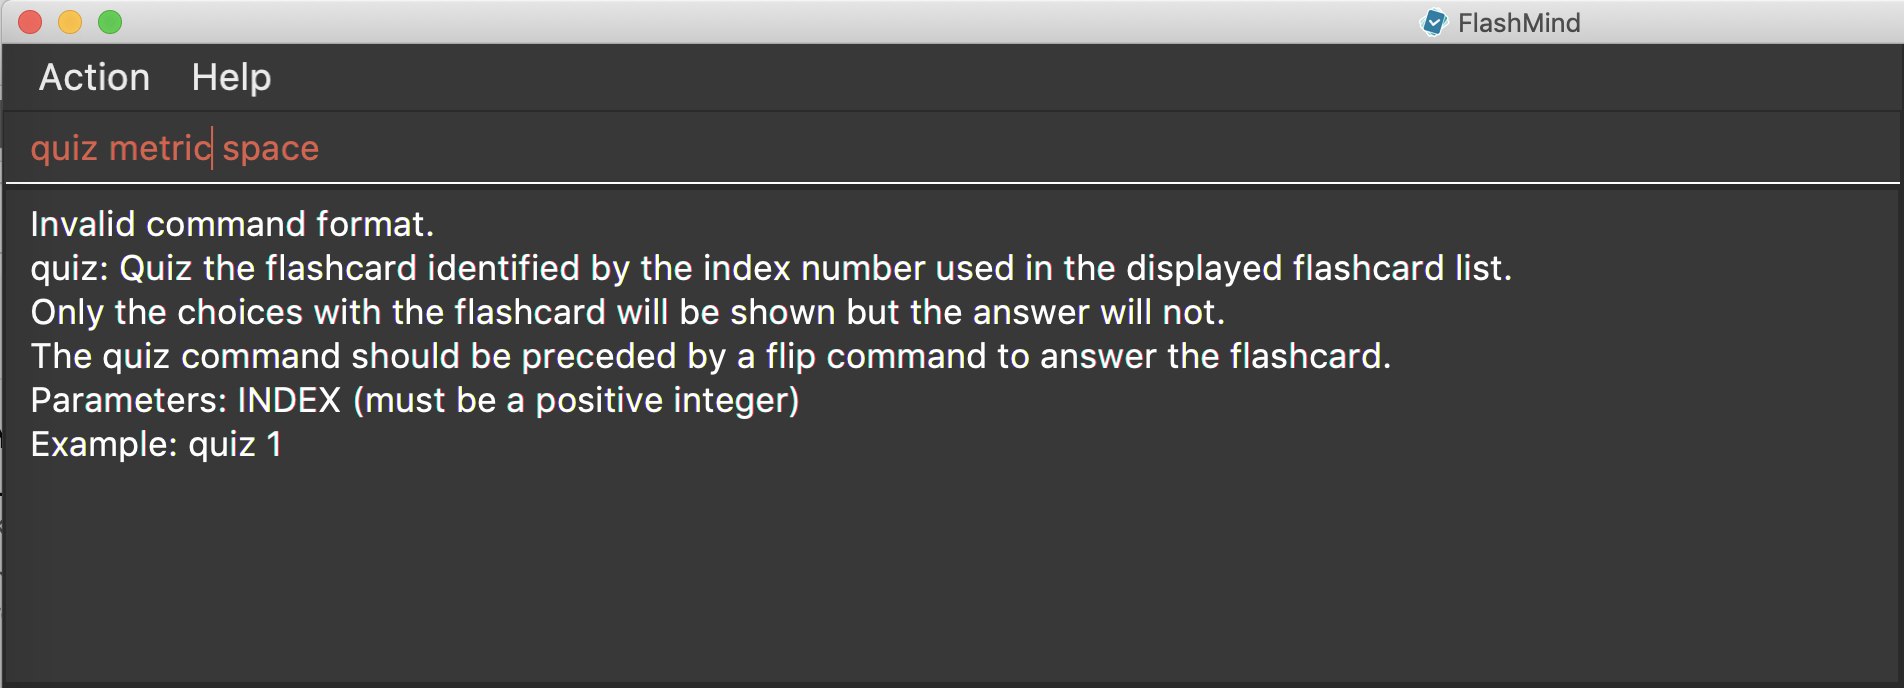 FlashMind
Action Help
quiz metric space
Invalid command format.
quiz: Quiz the flashcard identified by the index number used in the displayed flashcard list.
Only the choices with the flashcard will be shown but the answer will not.
The quiz command should be preceded by a flip command to answer the flashcard.
Parameters: INDEX (must be a positive integer)
Example: quiz 1